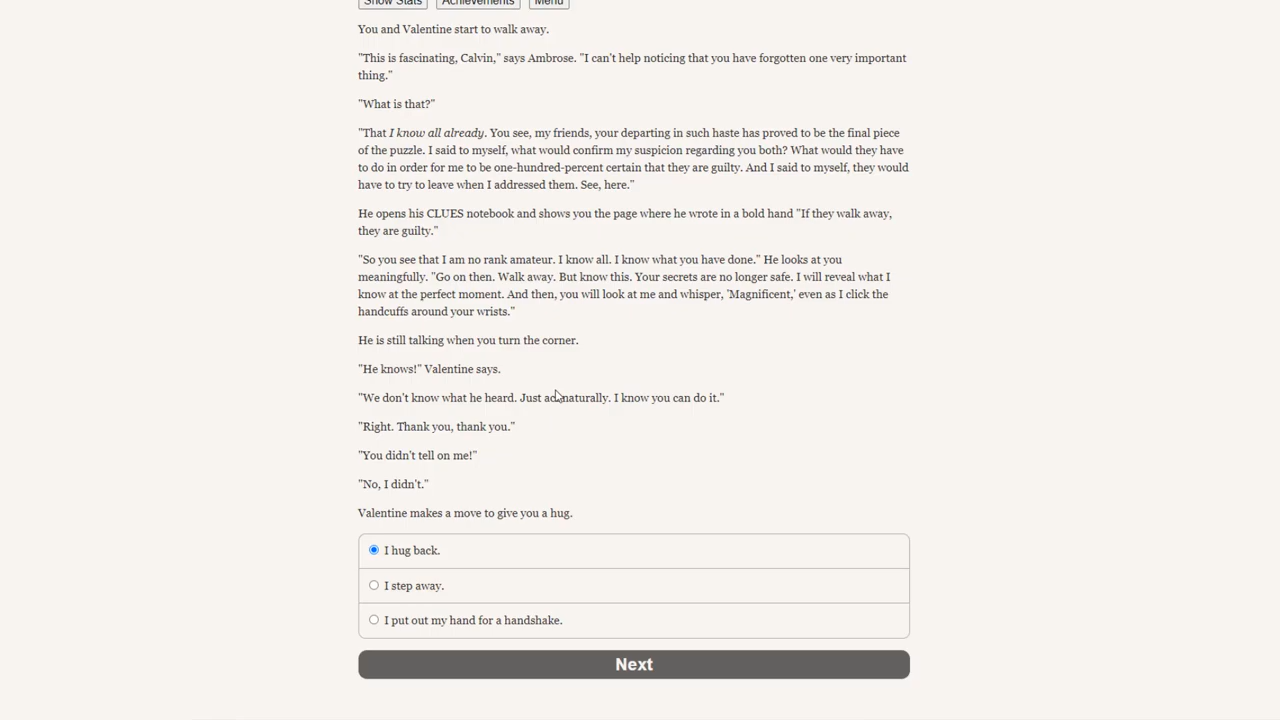 Show Stats Achievements Menu
You and Valentine start to walk away.
"This is fascinating, Calvin," says Ambrose. "I can't help noticing that you have forgotten one very important
thing."
"What is that?"
"That I know all already. You see, my friends, your departing in such haste has proved to be the final piece
of the puzzle. I said to myself, what would confirm my suspicion regarding you both? What would they have
to do in order for me to be one-hundred-percent certain that they are guilty. And I said to myself, they would
have to try to leave when I addressed them. See, here."
He opens his CLUES notebook and shows you the page where he wrote in a bold hand "If they walk away,
they are guilty."
"So you see that I am no rank amateur. I know all. I know what you have done." He looks at you
meaningfully. "Go on then. Walk away. But know this. Your secrets are no longer safe. I will reveal what I
know at the perfect moment. And then, you will look at me and whisper, 'Magnificent,' even as I click the
handcuffs around your wrists."
He is still talking when you turn the corner.
"He knows!" Valentine says.
"We don't know what he heard. Just act naturally. I know you can do it."
"Right. Thank you, thank you."
"You didn't tell on me!"
"No, I didn't."
Valentine makes a move to give you a hug.
I hug back.
I step away.
I put out my hand for a handshake.
Next